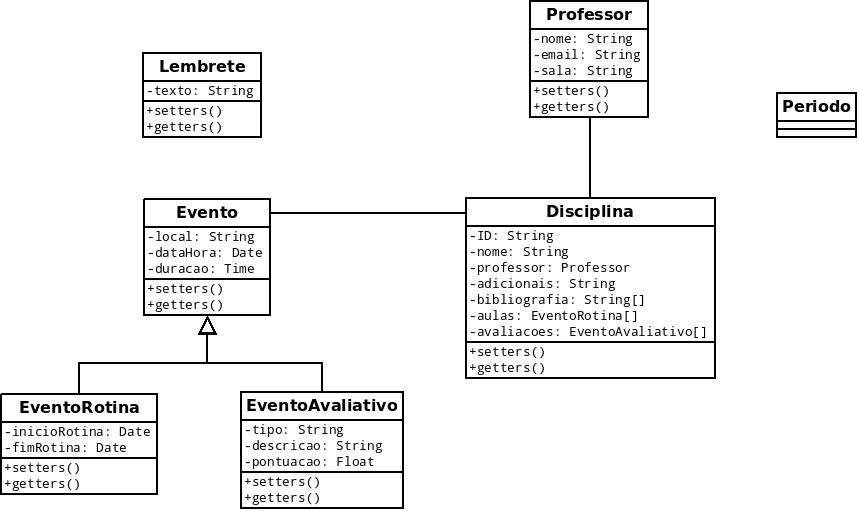 Professor
-nome: String
-email: String
-sala: String
+setters()
+getters()
Lembrete
-texto: String
+setters()
+getters()
Periodo
Evento
-local: String
-dataHora: Date
-duracao: Time
+setters()
+getters()
Disciplina
-ID: String
-nome: String
-professor: Professor
-adicionais: String
-bibliografia: String[]
-aulas: EventoRotina[]
-avaliacoes: EventoAvaliativo[]
+setters()
+getters()
EventoRotina
-inicioRotina: Date
-fimRotina: Date
+setters()
+getters()
EventoAvaliativo
-tipo: String
-descricao: String
-pontuacao: Float
+setters()
+getters()